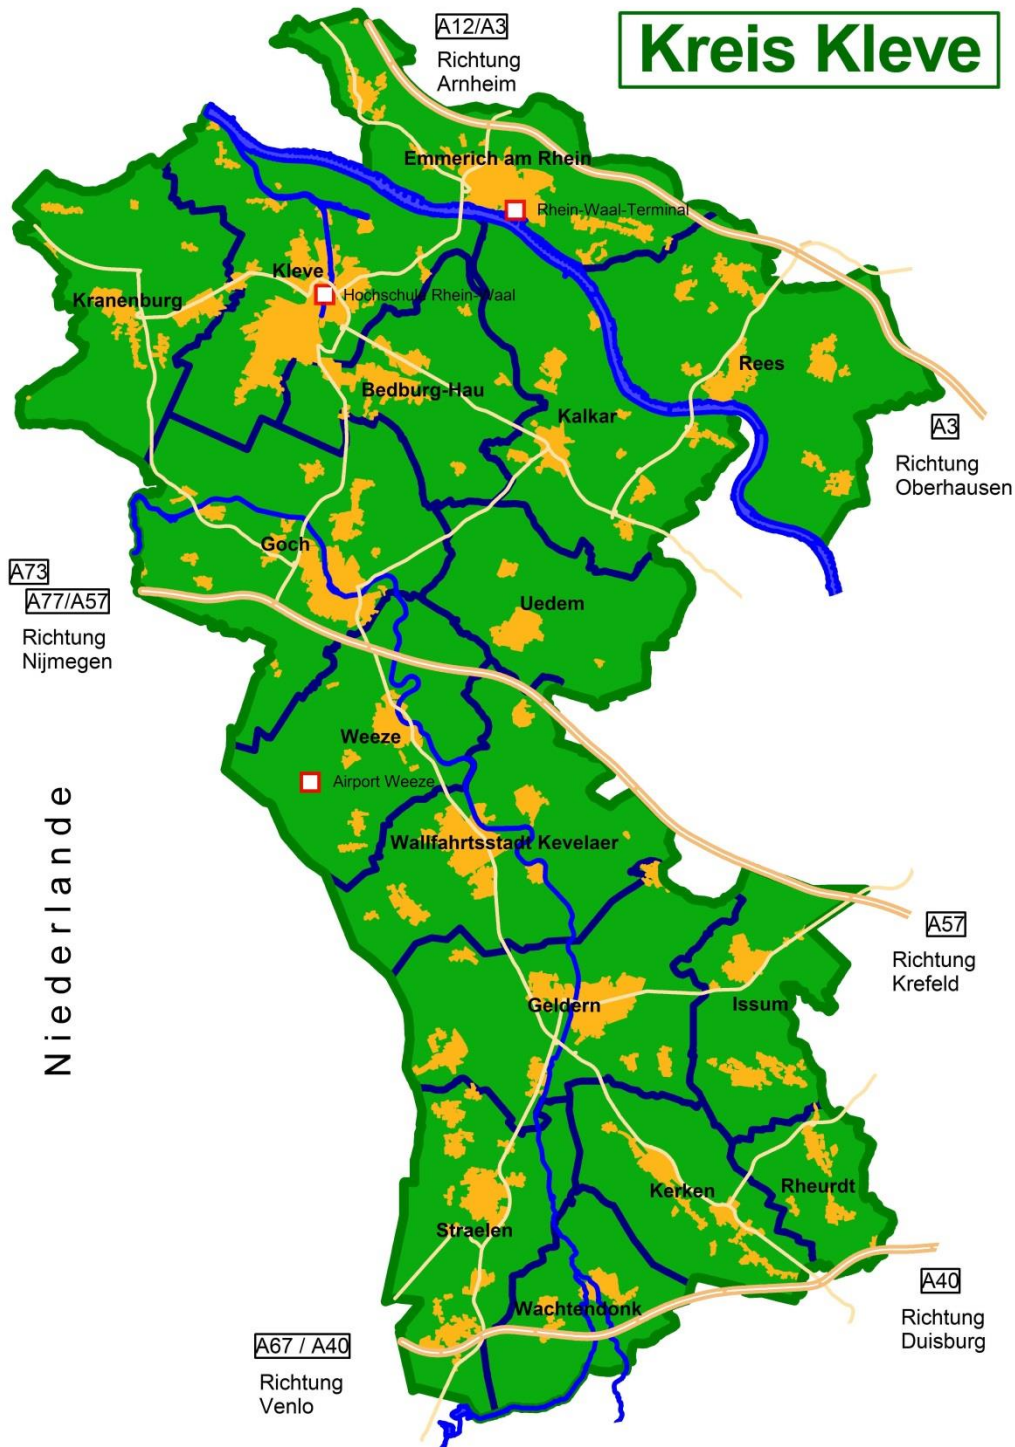 Kreis Kleve
A12/A3
Richtung
Arnheim
Emmerich am Rhein
Rhein-Waal-Terminal
Kleve
Kranenburg
Hochschule Rhein-Waal
Rees
Bedburg-Hau
Kalkar
A3
Richtung
Oberhausen
Goch
A73
A77/A57
Richtung
Nijmegen
Uedem
Weeze
Airport Weeze
Niederlande
Wallfahrtsstadt Kevelaer
A57
Richtung
Krefeld
Geldern
Issum
Kerken
Rheurdt
Straelen
A40
Richtung
Duisburg
Wachtendonk
A67 / A40
Richtung
Venlo